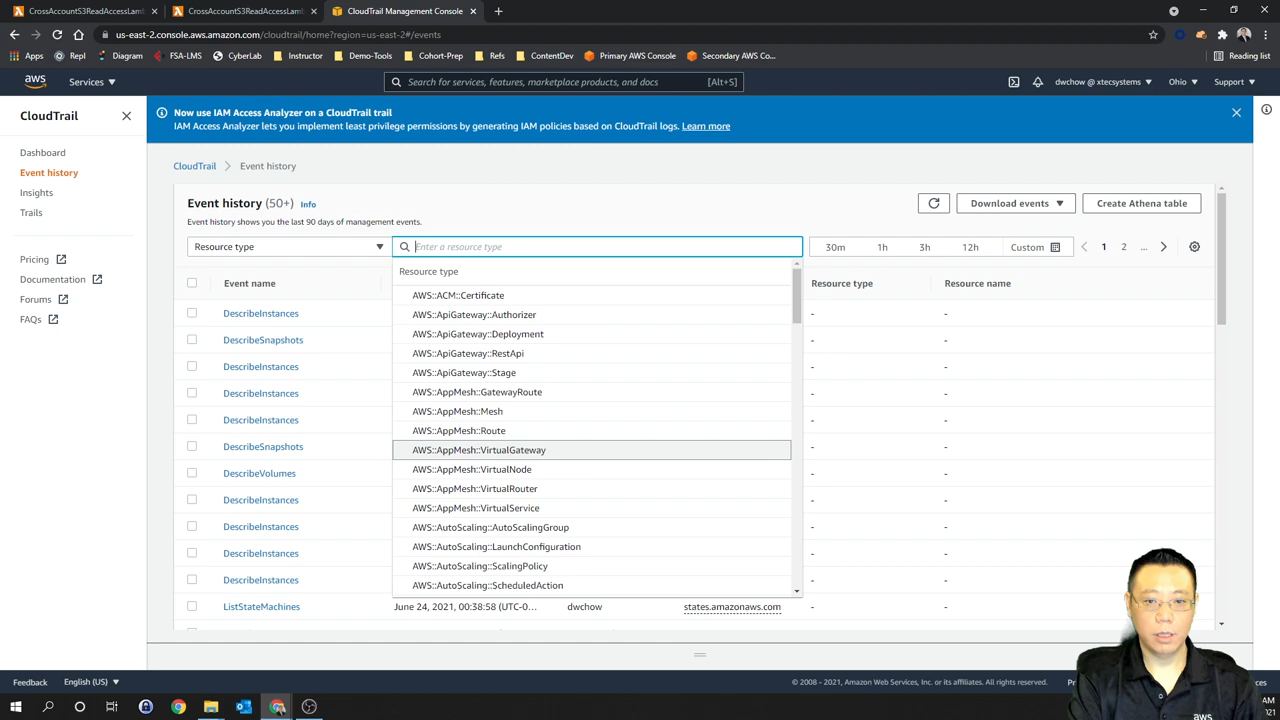 CrossAccountS3ReadAccessLamb
CrossAccountS3ReadAccessLamb
CloudTrail Management Console
us-east-2.console.aws.amazon.com/cloudtrail/home?region=us-east-2#/events
Apps
Rep
Diagram
FSA-LMS
CyberLab
Instructor
Demo-Tools
Cohort-Prep
Refs
ContentDev
Primary AWS Console
Secondary AWS Co...
Reading list
aws
Services
Search for services, features, marketplace products, and docs
[Alt+S]
dwchow @ xtecsystems
Ohio
Support
CloudTrail
Dashboard
Event history
Insights
Trails
Pricing
Documentation
Forums
FAQs
Now use IAM Access Analyzer on a CloudTrail trail
IAM Access Analyzer lets you implement least privilege permissions by generating IAM policies based on CloudTrail logs. Learn more
CloudTrail
Event history
Event history (50+) Info
Event history shows you the last 90 days of management events.
Download events
Create Athena table
Resource type
Enter a resource type
30m
1h
3h
12h
Custom
1
2
...
Event name
Resource type
Resource name
Resource type
AWS::ACM::Certificate
AWS::ApiGateway::Authorizer
AWS::ApiGateway::Deployment
AWS::ApiGateway::RestApi
AWS::ApiGateway::Stage
AWS::AppMesh::GatewayRoute
AWS::AppMesh::Mesh
AWS::AppMesh::Route
AWS::AppMesh::VirtualGateway
AWS::AppMesh::VirtualNode
AWS::AppMesh::VirtualRouter
AWS::AppMesh::VirtualService
AWS::AutoScaling::AutoScalingGroup
AWS::AutoScaling::LaunchConfiguration
AWS::AutoScaling::ScalingPolicy
AWS::AutoScaling::ScheduledAction
DescribeInstances - -
DescribeSnapshots - -
DescribeInstances - -
DescribeInstances - -
DescribeInstances - -
DescribeSnapshots - -
DescribeVolumes - -
DescribeInstances - -
DescribeInstances - -
DescribeInstances - -
DescribeInstances - -
ListStateMachines June 24, 2021, 00:38:58 (UTC-0... dwchow states.amazonaws.com - -
Feedback
English (US)
© 2008 - 2021, Amazon Web Services, Inc. or its affiliates. All rights reserved.
aws
AM